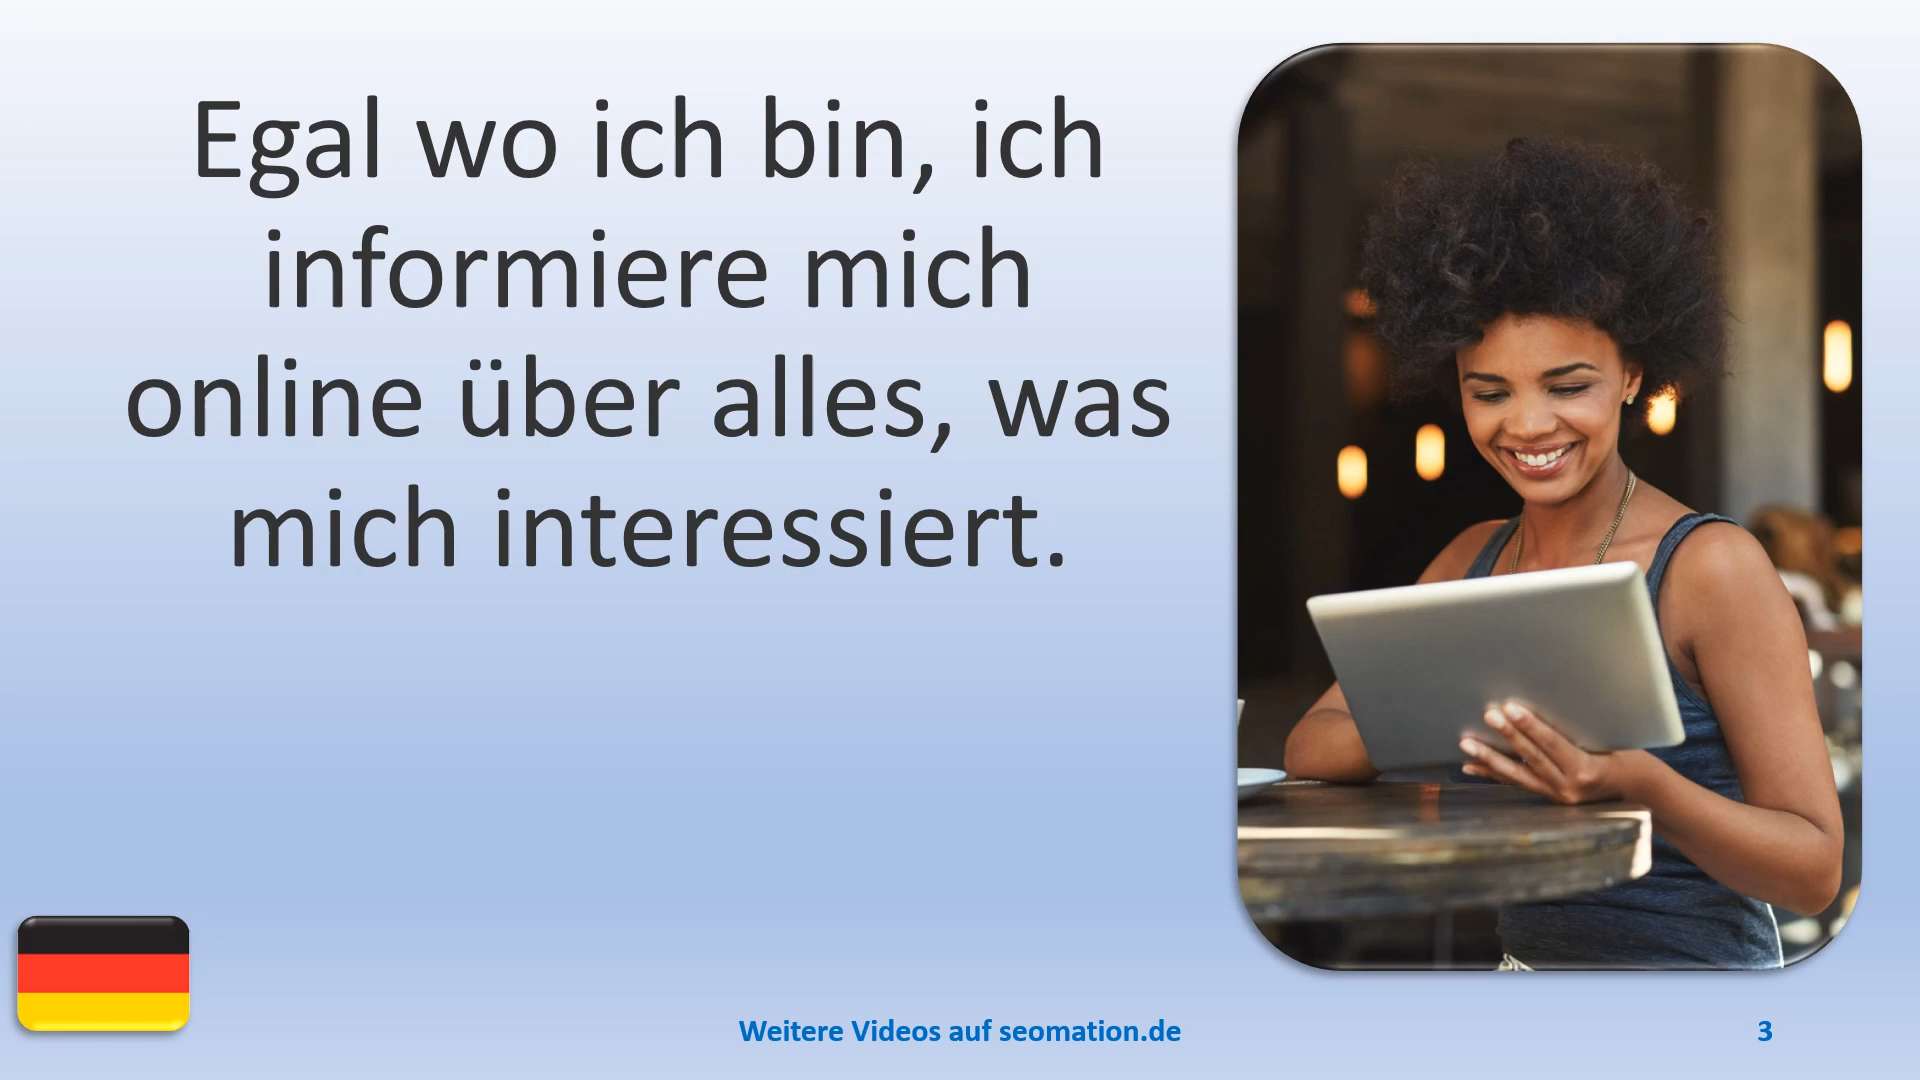 Egal wo ich bin, ich
informiere mich
online über alles, was
mich interessiert.
Weitere Videos auf seomation.de
3